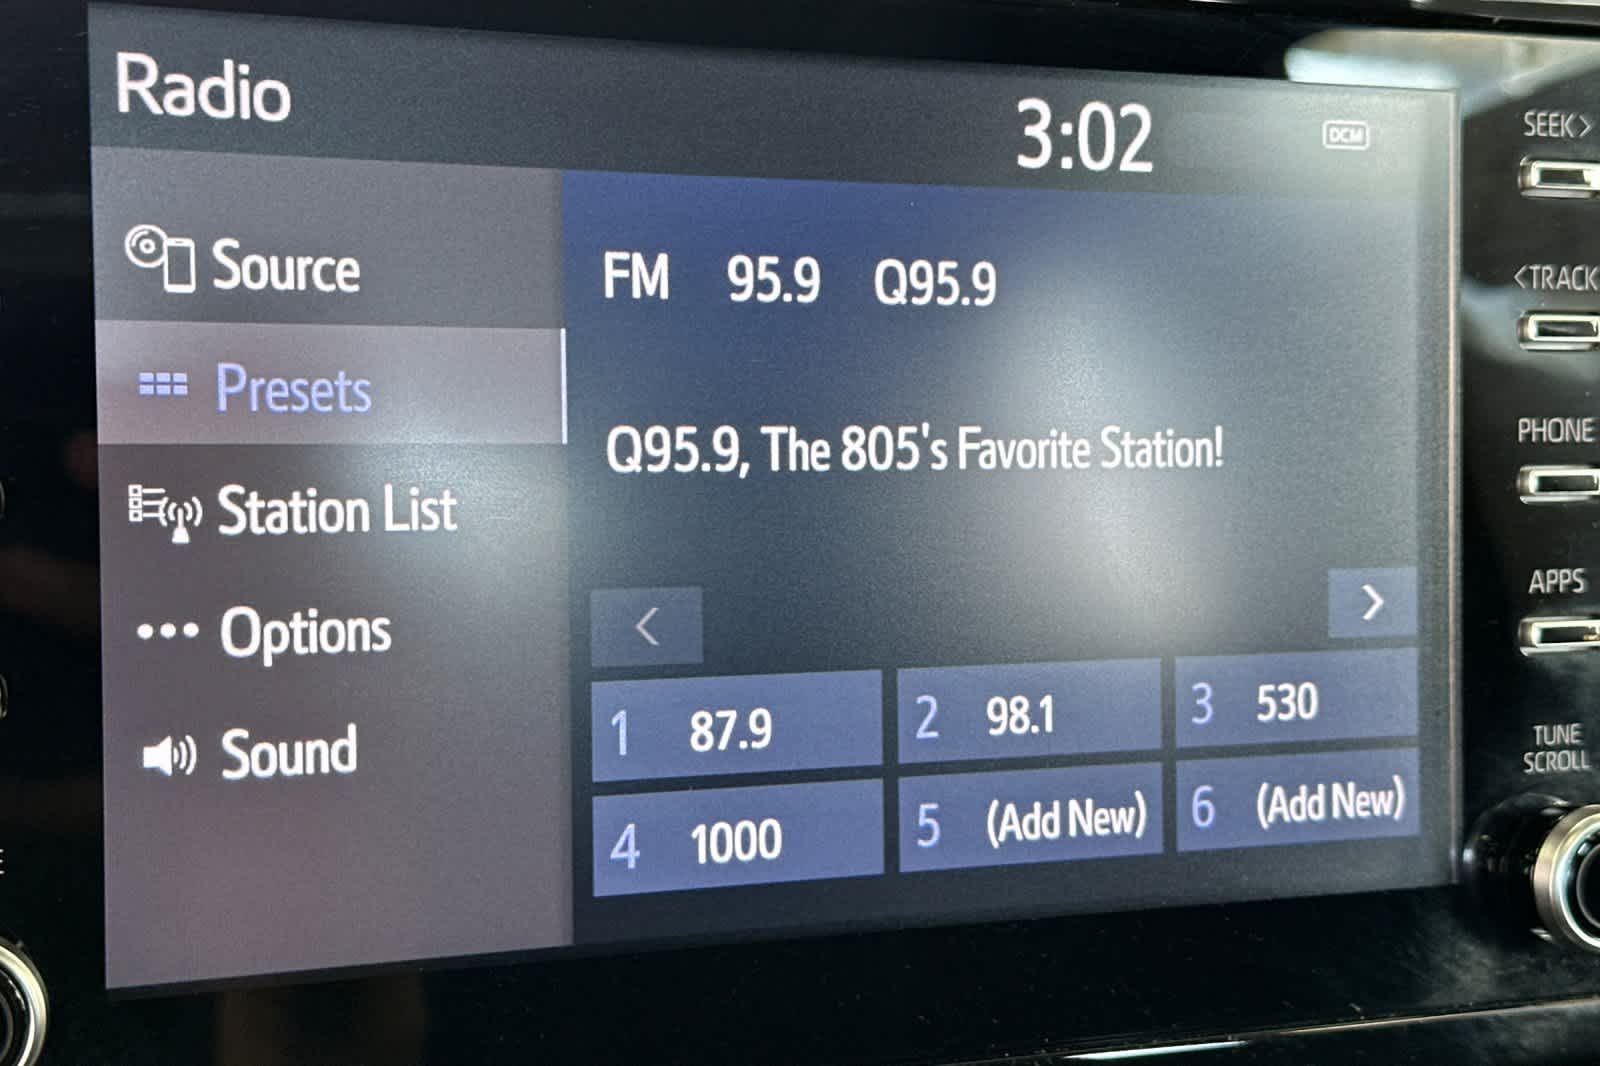 Radio
3:02
DCM
SEEK>
Source
FM 95.9 Q95.9
<TRACK
Presets
Q95.9, The 805's Favorite Station!
PHONE
Station List
APPS
Options
<
>
1 87.9
2 98.1
3 530
TUNE
SCROLL
Sound
4 1000
5 (Add New)
6 (Add New)